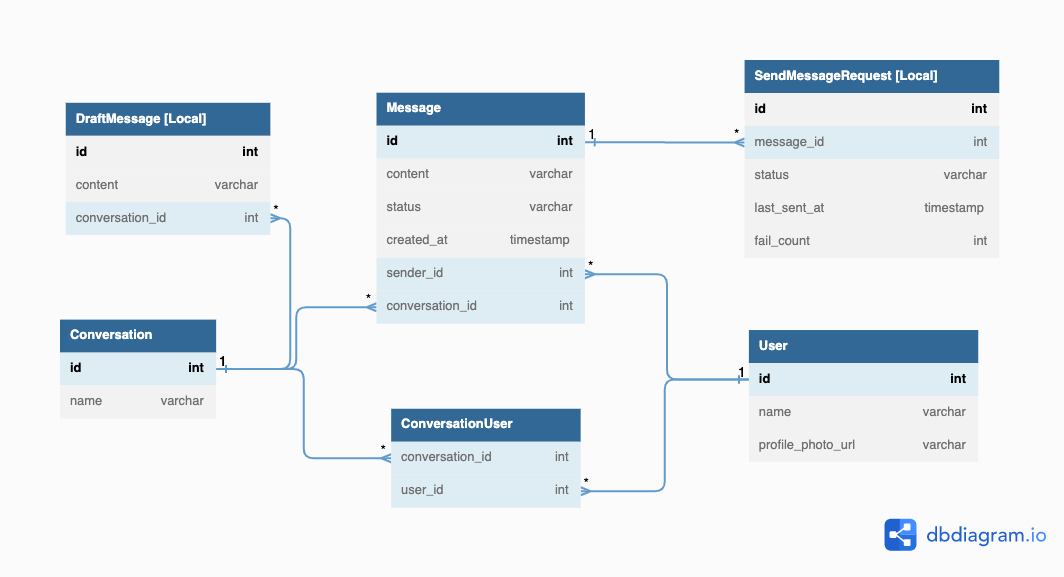 DraftMessage [Local]
id int
content varchar
conversation_id int
*
Conversation
id int
1
name varchar
Message
id int
1
content varchar
status varchar
created_at timestamp
sender_id int
*
*
conversation_id int
ConversationUser
*
conversation_id int
user_id int
*
SendMessageRequest [Local]
id int
*
message_id int
status varchar
last_sent_at timestamp
fail_count int
User
1
id int
name varchar
profile_photo_url varchar
dbdiagram.io